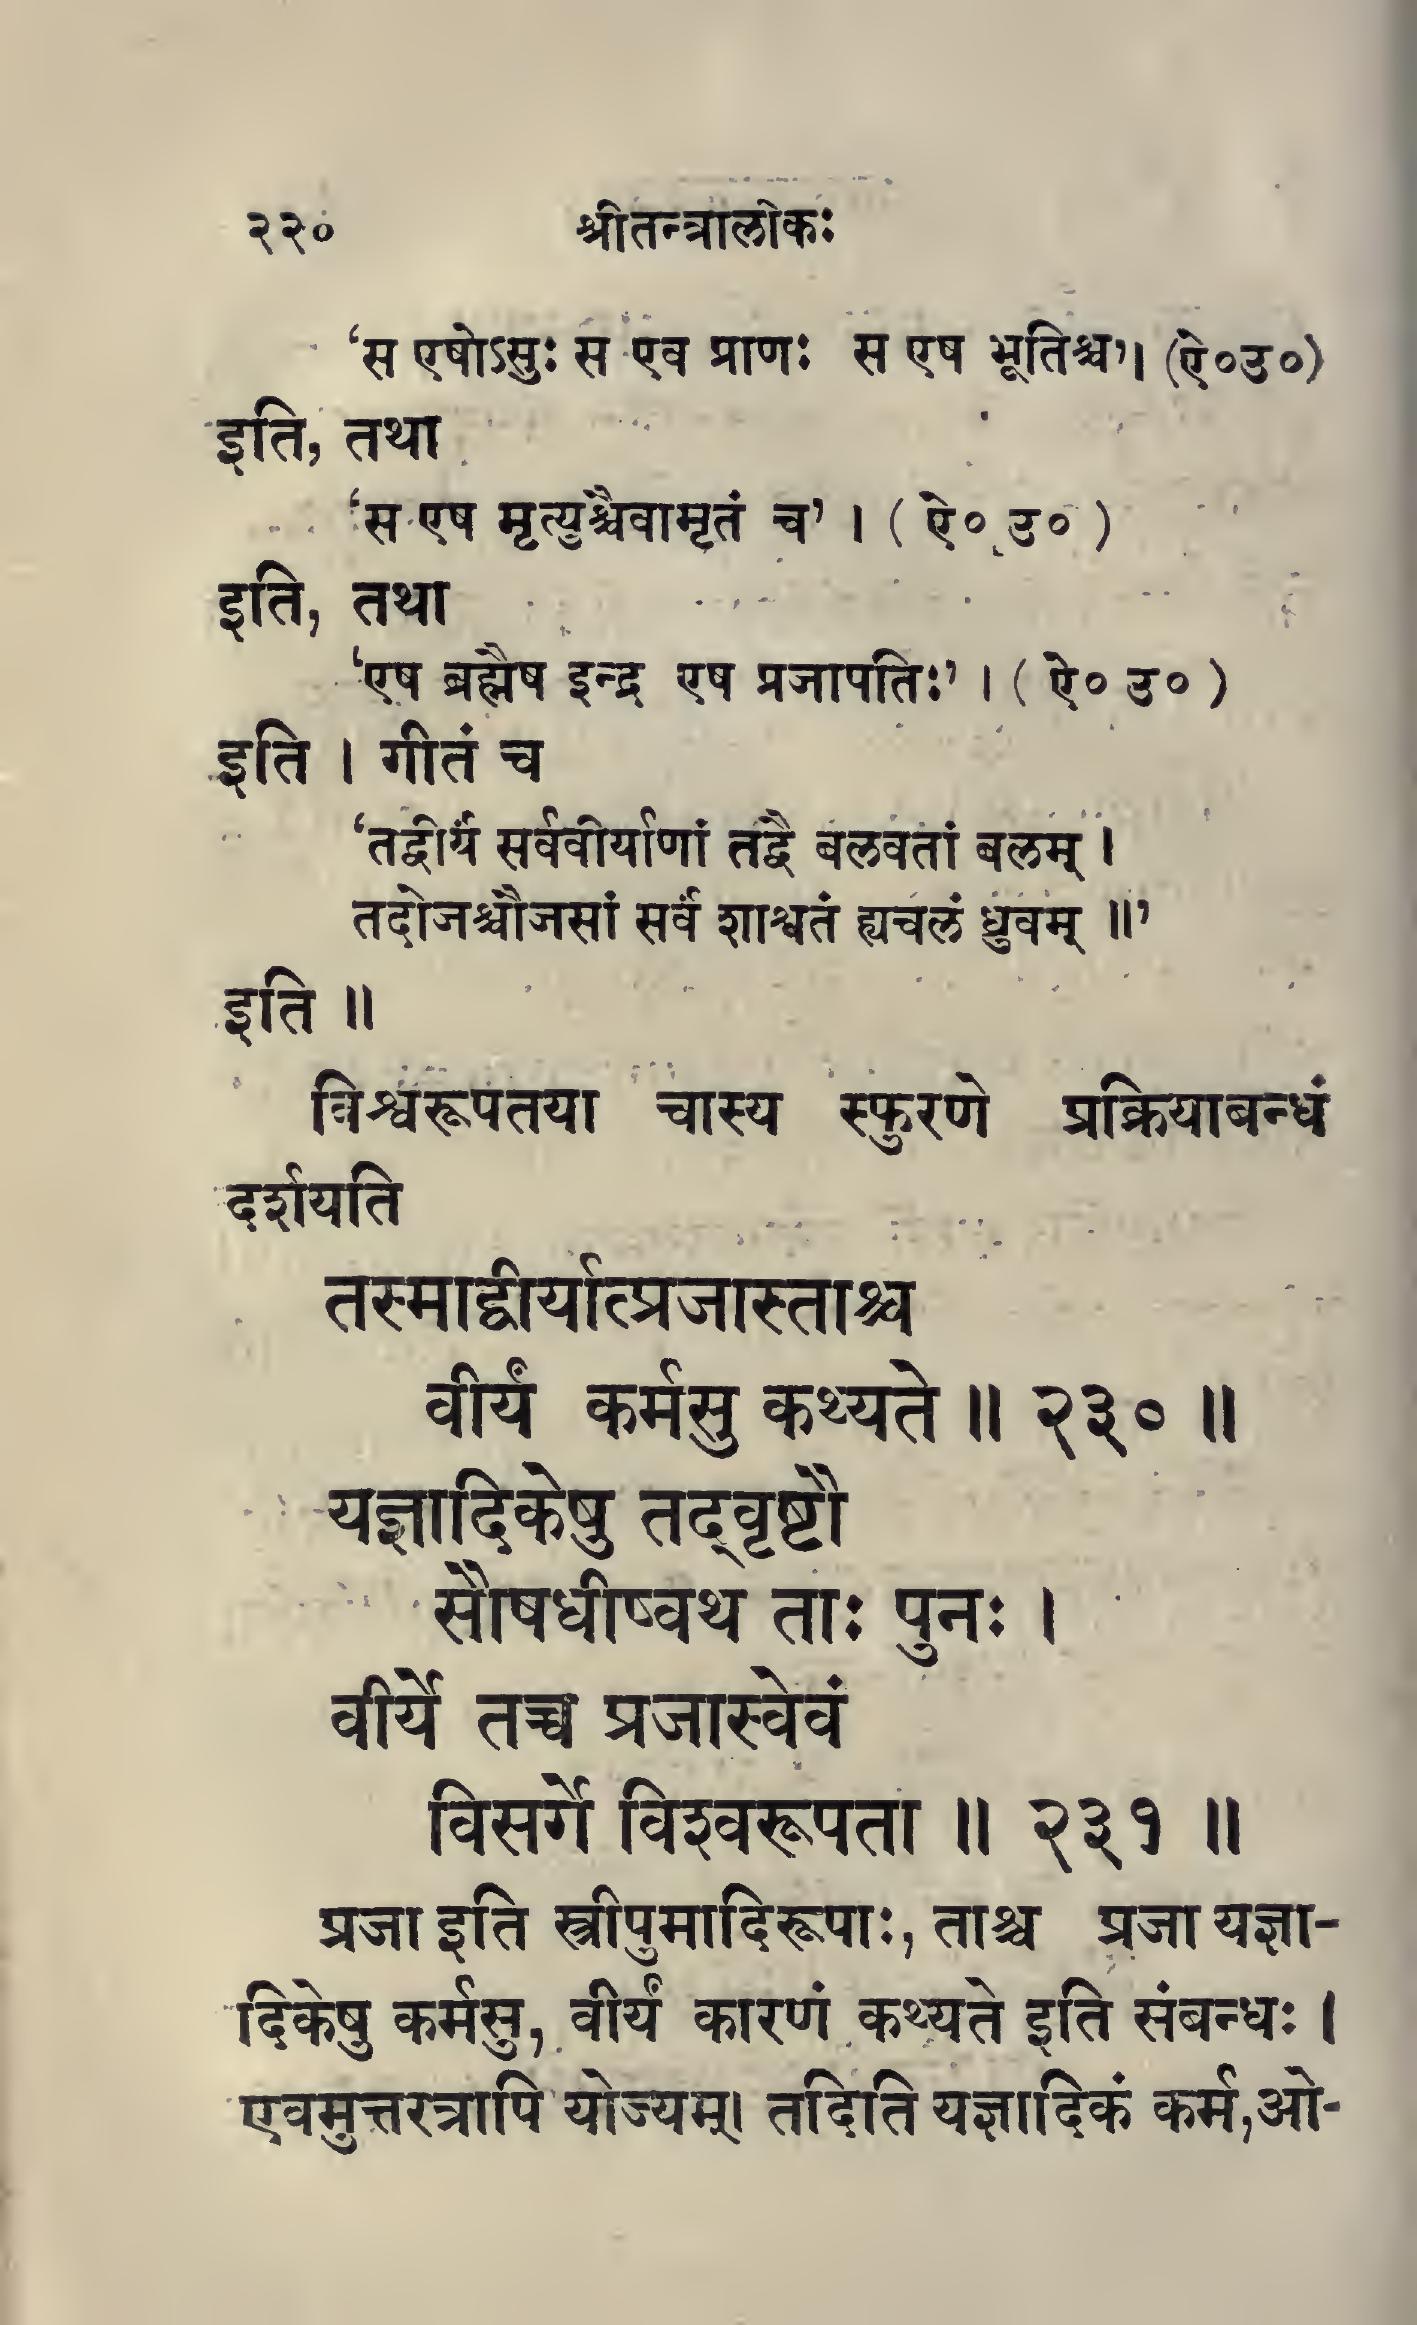 २२० श्रीतन्त्रालोकः
‘स एषोऽसुः स एव प्राणः स एष भूतिश्च’। (ऐ०उ०)
इति, तथा
‘स एष मृत्युश्चैवामृतं च’ । ( ऐ० उ० )
इति, तथा
‘एष ब्रह्मैष इन्द्र एष प्रजापतिः’ । ( ऐ० उ० )
इति । गीतं च
‘तद्वीर्यं सर्ववीर्याणां तद्वै बलवतां बलम् ।
तदोजश्चौजसां सर्वं शाश्वतं ह्यचलं ध्रुवम् ॥’
इति ॥
विश्वरूपतया चास्य स्फुरणे प्रक्रियाबन्धं
दर्शयति
तस्माद्वीर्यात्प्रजास्ताश्च
वीर्यं कर्मसु कथ्यते ॥ २३० ॥
यज्ञादिकेषु तद्वृष्टौ
सौषधीष्वथ ताः पुनः ।
वीर्ये तच्च प्रजास्वेवं
विसर्गे विश्वरूपता ॥ २३१ ॥
प्रजा इति स्त्रीपुमादिरूपाः, ताश्च प्रजा यज्ञा-
दिकेषु कर्मसु, वीर्यं कारणं कथ्यते इति संबन्धः ।
एवमुत्तरत्रापि योज्यम्। तदिति यज्ञादिकं कर्म,ओ-